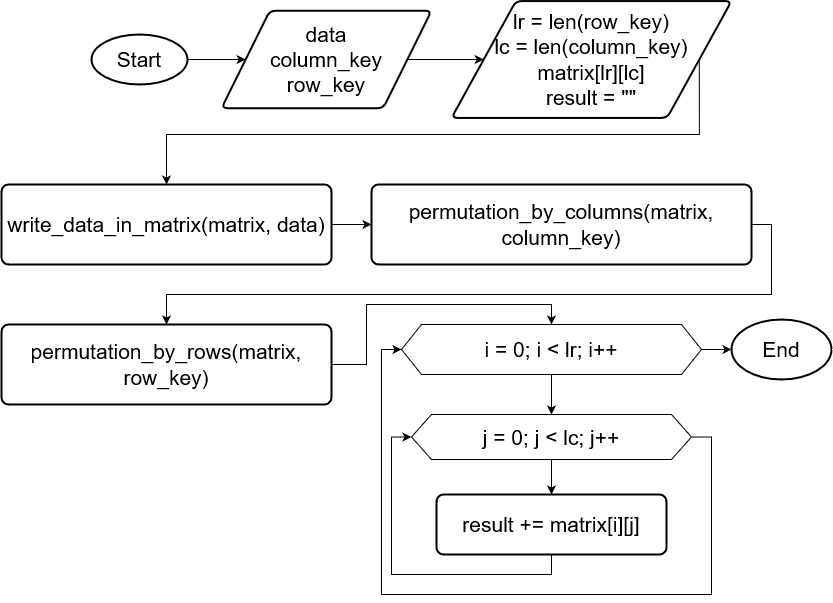 Start
data
column_key
row_key
lr = len(row_key)
lc = len(column_key)
matrix[lr][lc]
result = ""
write_data_in_matrix(matrix, data)
permutation_by_columns(matrix,
column_key)
permutation_by_rows(matrix,
row_key)
i = 0; i < lr; i++
End
j = 0; j < lc; j++
result += matrix[i][j]